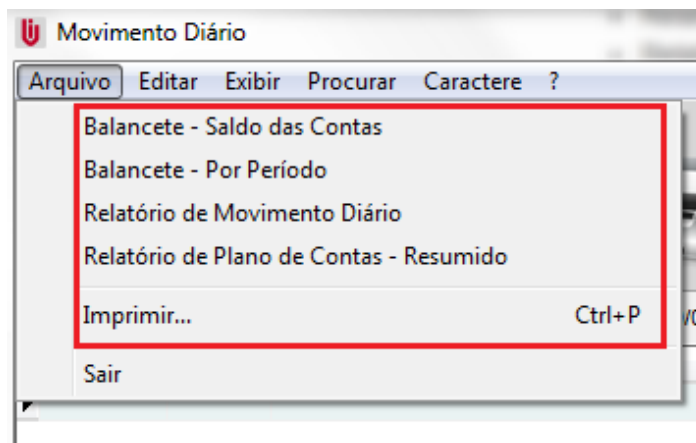 Movimento Diário
Arquivo Editar Exibir Procurar Caractere ?
Balancete - Saldo das Contas
Balancete - Por Período
Relatório de Movimento Diário
Relatório de Plano de Contas - Resumido
Imprimir... Ctrl+P
Sair